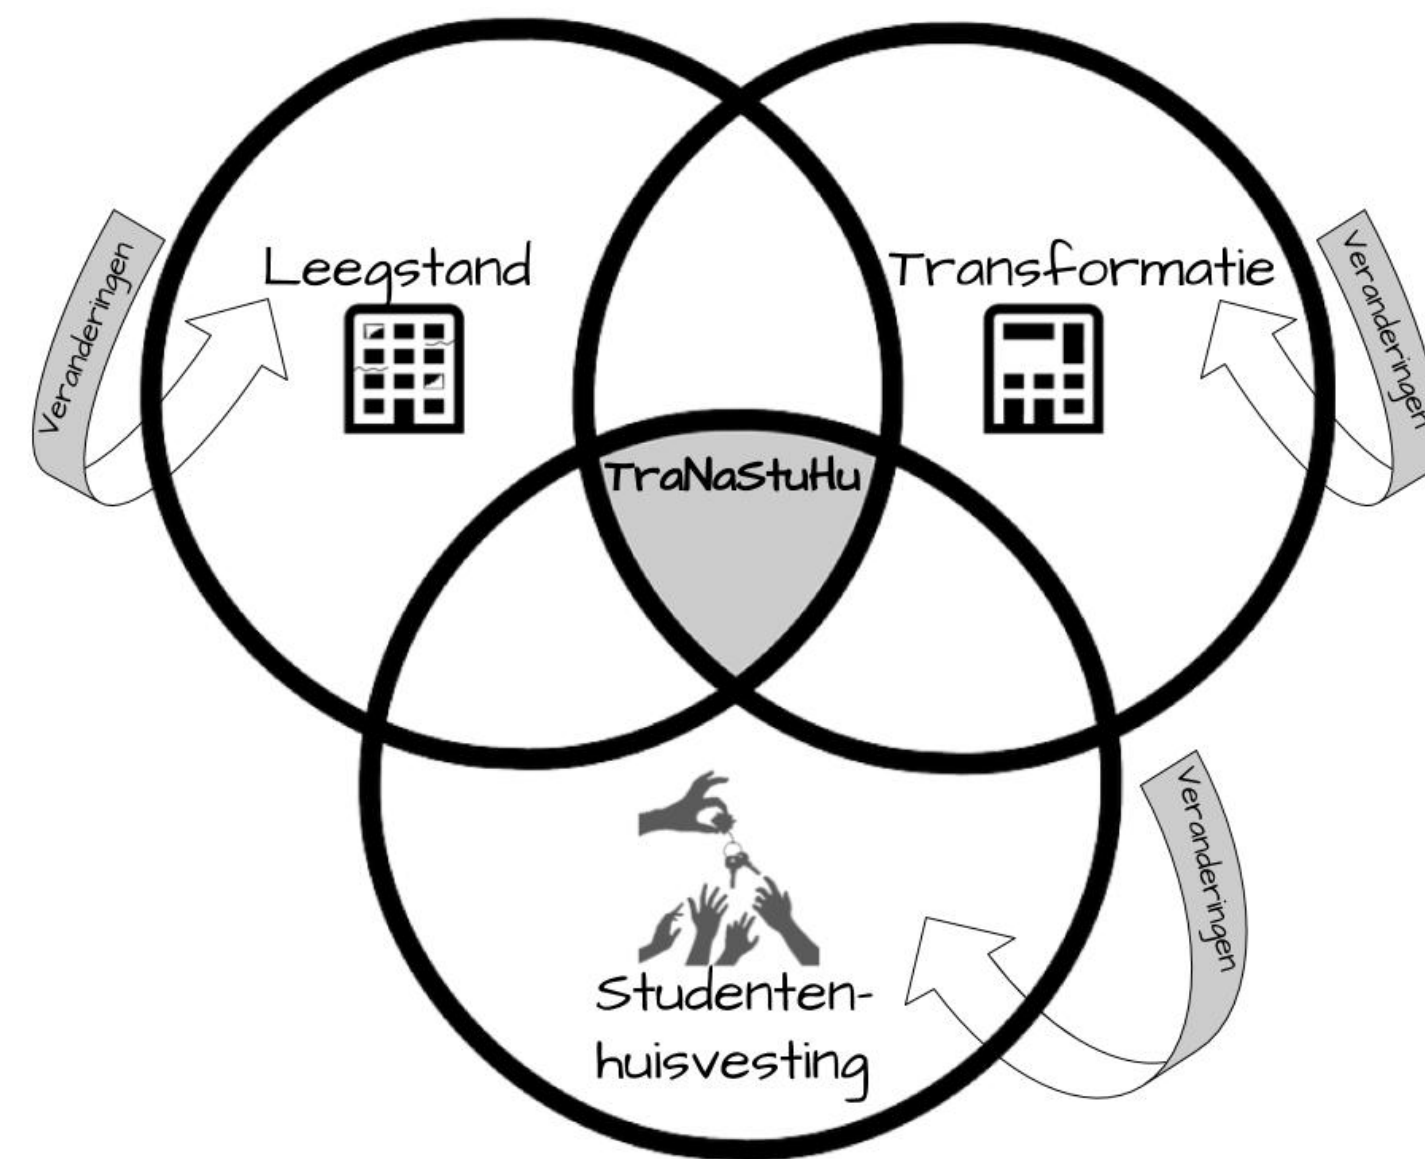 Leegstand
Transformatie
Veranderingen
Veranderingen
TraNaStuHu
Veranderingen
Studenten-
huisvesting